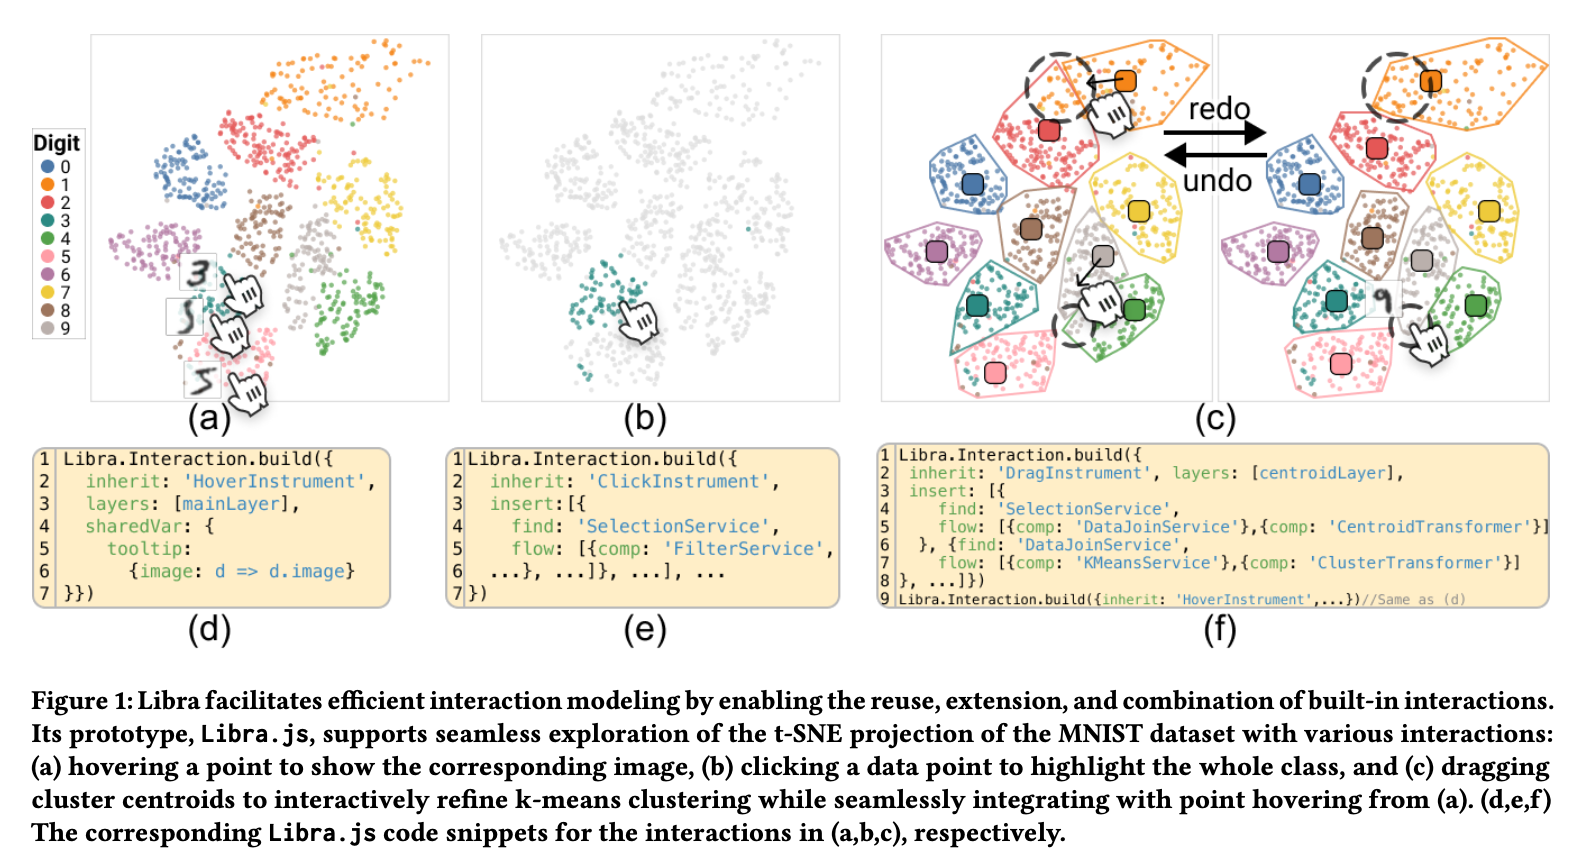 Digit
0
1
2
3
4
5
6
7
8
9
3
5
5
redo
undo
9
(a)
(b)
(c)
1 Libra.Interaction.build({
2 inherit: 'HoverInstrument',
3 layers: [mainLayer],
4 sharedVar: {
5 tooltip:
6 {image: d => d.image}
7 }})
1 Libra.Interaction.build({
2 inherit: 'ClickInstrument',
3 insert:[{
4 find: 'SelectionService',
5 flow: [{comp: 'FilterService',
6 ...}, ...]}, ...], ...
7 })
1 Libra.Interaction.build({
2 inherit: 'DragInstrument', layers: [centroidLayer],
3 insert: [{
4 find: 'SelectionService',
5 flow: [{comp: 'DataJoinService'},{comp: 'CentroidTransformer'}]
6 }, {find: 'DataJoinService',
7 flow: [{comp: 'KMeansService'},{comp: 'ClusterTransformer'}]
8 }, ...]})
9 Libra.Interaction.build({inherit: 'HoverInstrument',...})//Same as (d)
(d)
(e)
(f)
Figure 1: Libra facilitates efficient interaction modeling by enabling the reuse, extension, and combination of built-in interactions.
Its prototype, Libra.js, supports seamless exploration of the t-SNE projection of the MNIST dataset with various interactions:
(a) hovering a point to show the corresponding image, (b) clicking a data point to highlight the whole class, and (c) dragging
cluster centroids to interactively refine k-means clustering while seamlessly integrating with point hovering from (a). (d,e,f)
The corresponding Libra.js code snippets for the interactions in (a,b,c), respectively.